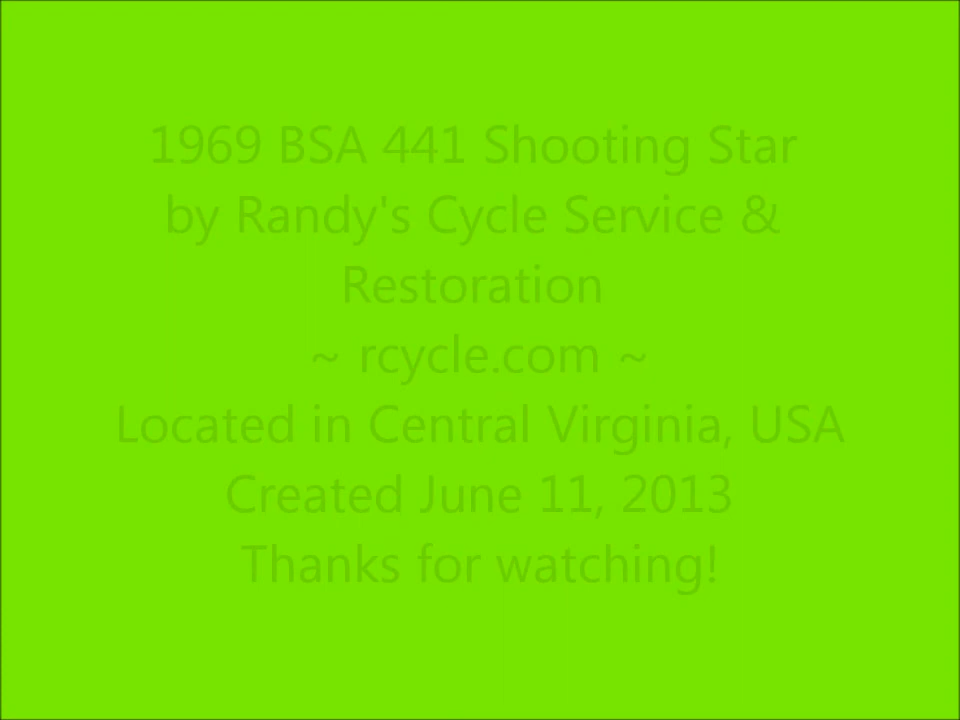 1969 BSA 441 Shooting Star
by Randy's Cycle Service &
Restoration
~ rcycle.com ~
Located in Central Virginia, USA
Created June 11, 2013
Thanks for watching!